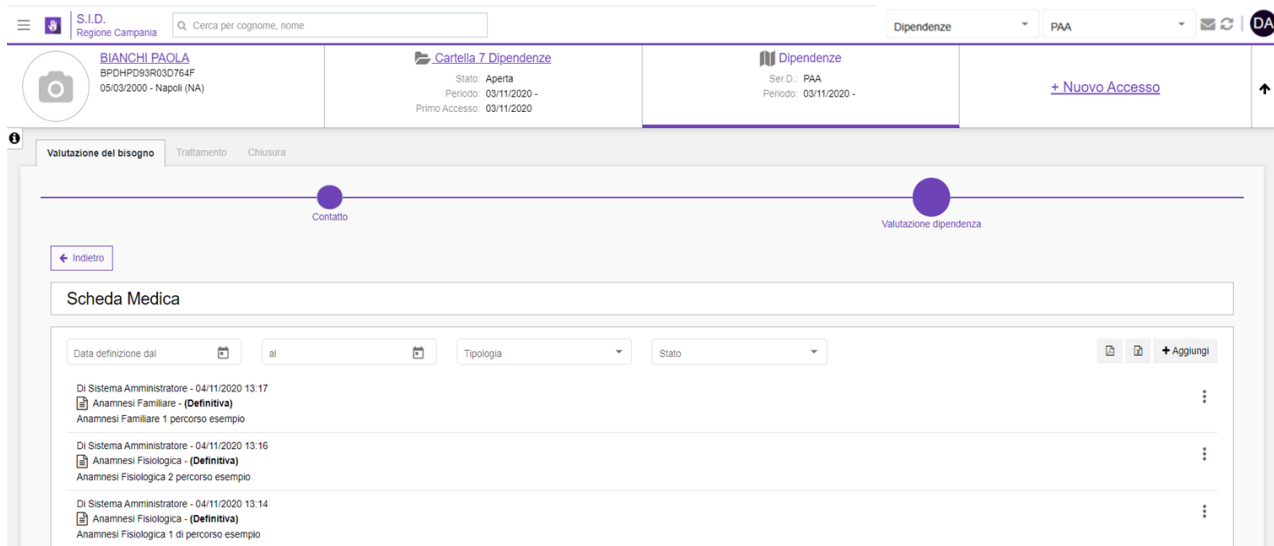 S.I.D.
Regione Campania
Cerca per cognome, nome
Dipendenze
PAA
DA
BIANCHI PAOLA
BPDHPD93R03D764F
05/03/2000 - Napoli (NA)
Cartella 7 Dipendenze
Stato: Aperta
Periodo: 03/11/2020 -
Primo Accesso: 03/11/2020
Dipendenze
Ser.D.: PAA
Periodo: 03/11/2020 -
+ Nuovo Accesso
Valutazione del bisogno
Trattamento
Chiusura
Contatto
Valutazione dipendenza
Indietro
Scheda Medica
Data definizione dal
al
Tipologia
Stato
+ Aggiungi
Di Sistema Amministratore - 04/11/2020 13:17
Anamnesi Familiare - (Definitiva)
Anamnesi Familiare 1 percorso esempio
Di Sistema Amministratore - 04/11/2020 13:16
Anamnesi Fisiologica - (Definitiva)
Anamnesi Fisiologica 2 percorso esempio
Di Sistema Amministratore - 04/11/2020 13:14
Anamnesi Fisiologica - (Definitiva)
Anamnesi Fisiologica 1 di percorso esempio